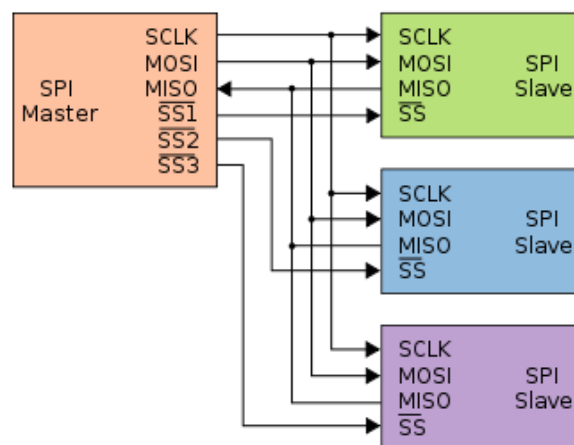 SCLK
MOSI
SPI MISO
Master SS1
SS2
SS3
SCLK
MOSI SPI
MISO Slave
SS
SCLK
MOSI SPI
MISO Slave
SS
SCLK
MOSI SPI
MISO Slave
SS